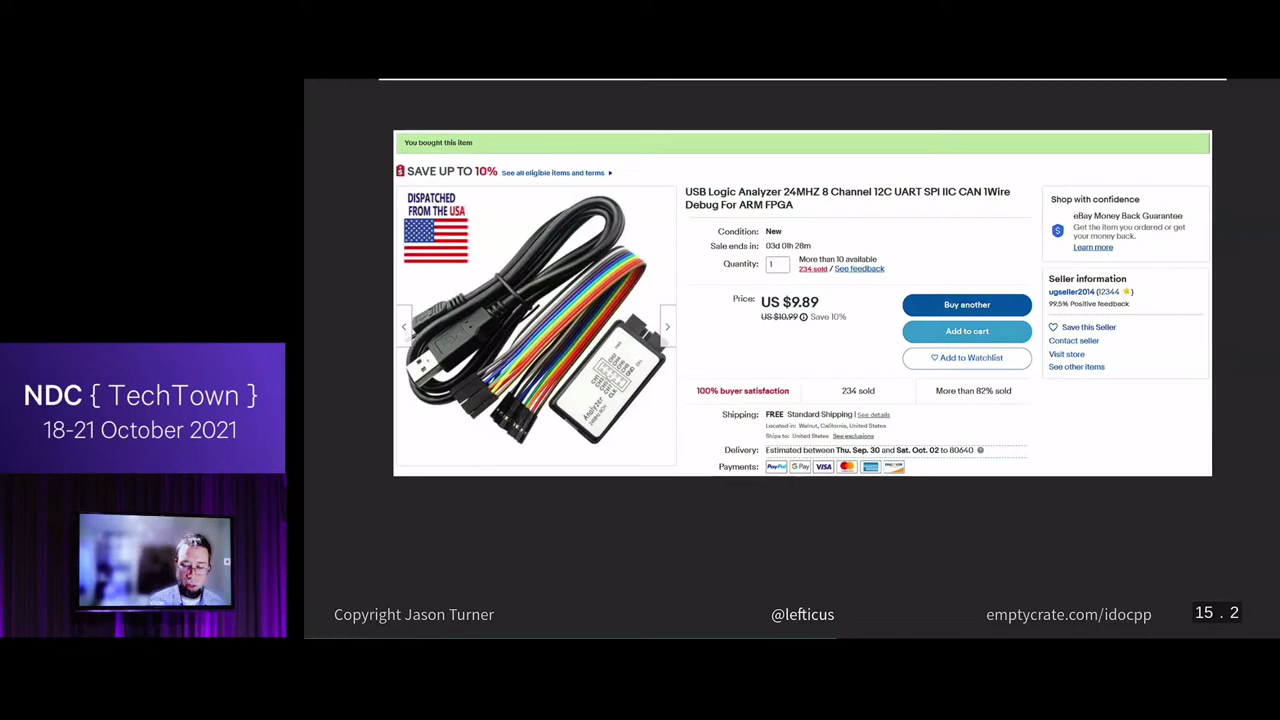 You bought this item
SAVE UP TO 10% See all eligible items and terms
DISPATCHED
FROM THE USA
USB Logic Analyzer 24MHZ 8 Channel 12C UART SPI IIC CAN 1Wire
Debug For ARM FPGA
Condition: New
Sale ends in: 03d 01h 28m
Quantity: 1 More than 10 available
234 sold / See feedback
Price: US $9.89
US $10.99 Save 10%
Buy another
Add to cart
Add to Watchlist
100% buyer satisfaction 234 sold More than 82% sold
Shipping: FREE Standard Shipping | See details
Located in: Walnut, California, United States
Ships to: United States See exclusions
Delivery: Estimated between Thu. Sep. 30 and Sat. Oct. 02 to 80640
Payments: PayPal G Pay VISA
Shop with confidence
eBay Money Back Guarantee
Get the item you ordered or get
your money back.
Learn more
Seller information
ugseller2014 (12344)
99.5% Positive feedback
Save this Seller
Contact seller
Visit store
See other items
Analyzer
NDC { TechTown }
18-21 October 2021
Copyright Jason Turner @lefticus emptycrate.com/idocpp 15 . 2